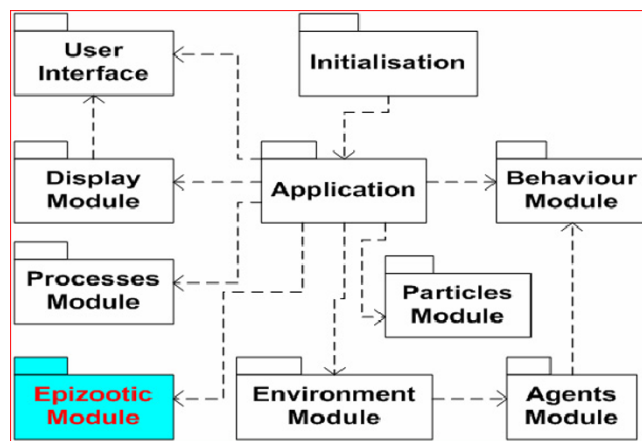 User
Interface
Initialisation
Display
Module
Application
Behaviour
Module
Processes
Module
Particles
Module
Epizootic
Module
Environment
Module
Agents
Module